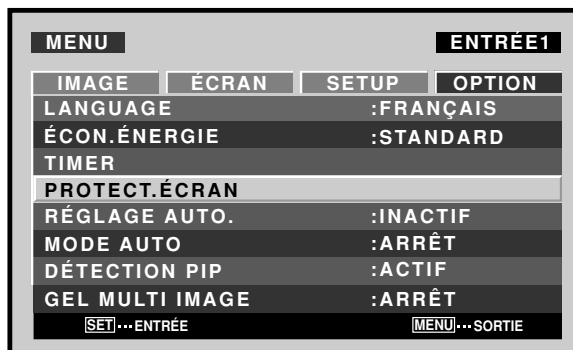 MENU ENTRÉE1
IMAGE ÉCRAN SETUP OPTION
LANGUAGE :FRANÇAIS
ÉCON.ÉNERGIE :STANDARD
TIMER
PROTECT.ÉCRAN
RÉGLAGE AUTO. :INACTIF
MODE AUTO :ARRÊT
DÉTECTION PIP :ACTIF
GEL MULTI IMAGE :ARRÊT
SET···ENTRÉE MENU···SORTIE